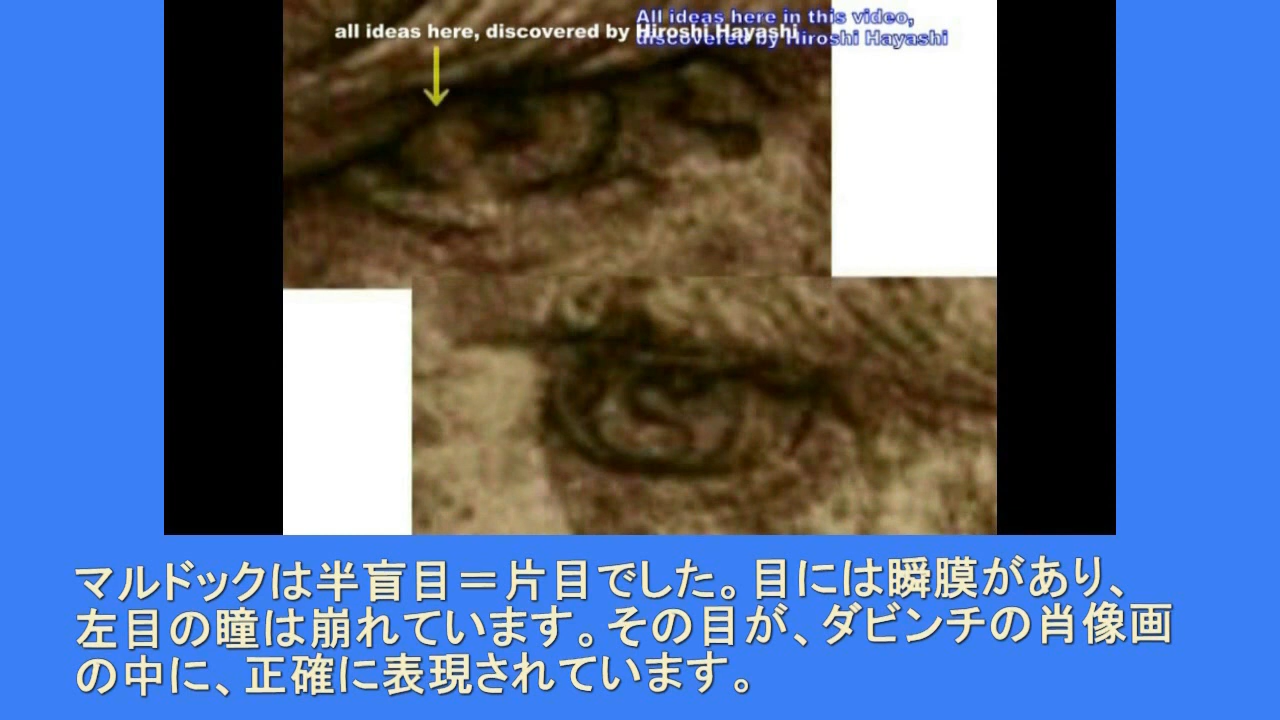 All ideas here in this video,
all ideas here, discovered by Hiroshi Hayashi
discovered by Hiroshi Hayashi
マルドックは半盲目＝片目でした。目には瞬膜があり、
左目の瞳は崩れています。その目が、ダビンチの肖像画
の中に、正確に表現されています。